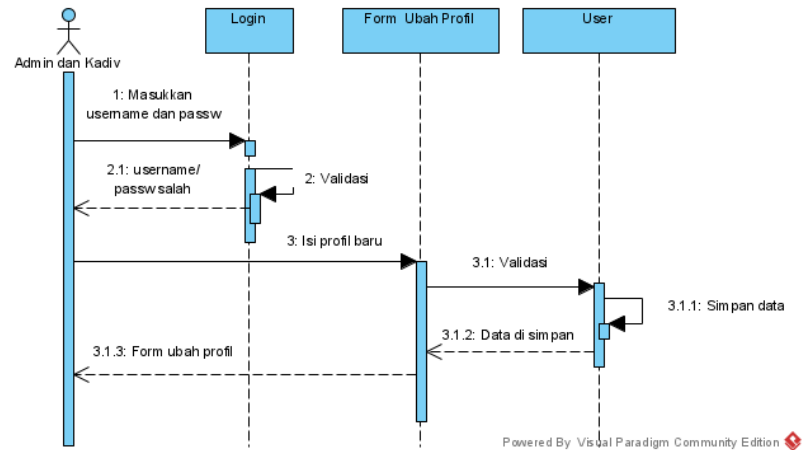 Login
Form Ubah Profil
User
Admin dan Kadiv
1: Masukkan
username dan passw
2.1: username/
passw salah
2: Validasi
3: Isi profil baru
3.1: Validasi
3.1.1: Simpan data
3.1.2: Data di simpan
3.1.3: Form ubah profil
Powered By Visual Paradigm Community Edition